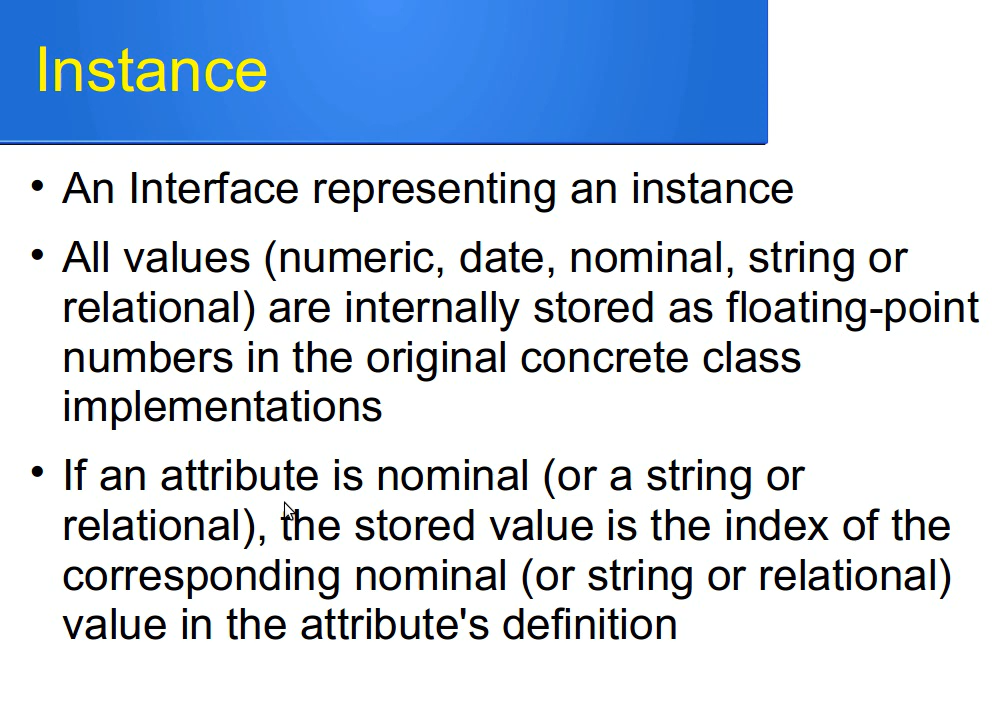 Instance
• An Interface representing an instance
• All values (numeric, date, nominal, string or
relational) are internally stored as floating-point
numbers in the original concrete class
implementations
• If an attribute is nominal (or a string or
relational), the stored value is the index of the
corresponding nominal (or string or relational)
value in the attribute's definition